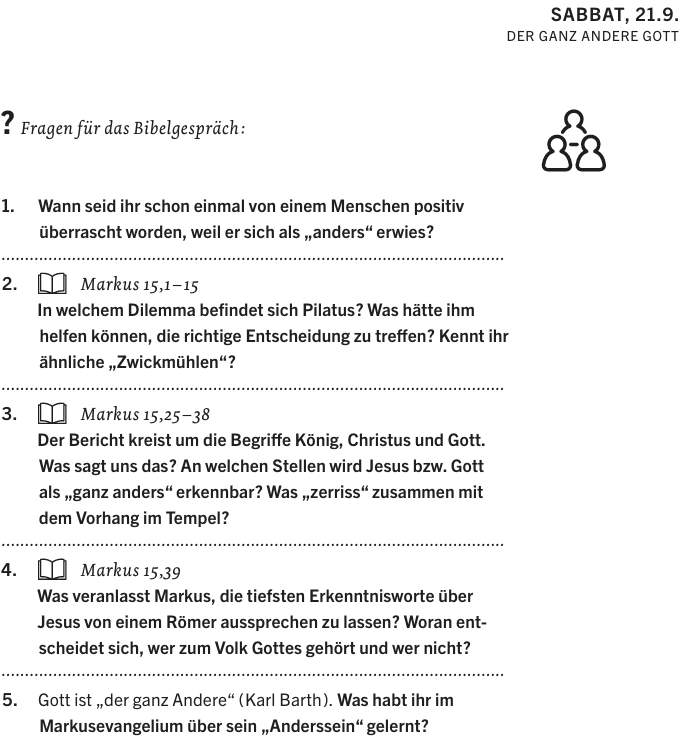 SABBAT, 21.9.
DER GANZ ANDERE GOTT
? Fragen für das Bibelgespräch:
1. Wann seid ihr schon einmal von einem Menschen positiv
überrascht worden, weil er sich als „anders“ erwies?
2. Markus 15,1–15
In welchem Dilemma befindet sich Pilatus? Was hätte ihm
helfen können, die richtige Entscheidung zu treffen? Kennt ihr
ähnliche „Zwickmühlen“?
3. Markus 15,25–38
Der Bericht kreist um die Begriffe König, Christus und Gott.
Was sagt uns das? An welchen Stellen wird Jesus bzw. Gott
als „ganz anders“ erkennbar? Was „zerriss“ zusammen mit
dem Vorhang im Tempel?
4. Markus 15,39
Was veranlasst Markus, die tiefsten Erkenntnisworte über
Jesus von einem Römer aussprechen zu lassen? Woran ent-
scheidet sich, wer zum Volk Gottes gehört und wer nicht?
5. Gott ist „der ganz Andere“ (Karl Barth). Was habt ihr im
Markusevangelium über sein „Anderssein“ gelernt?